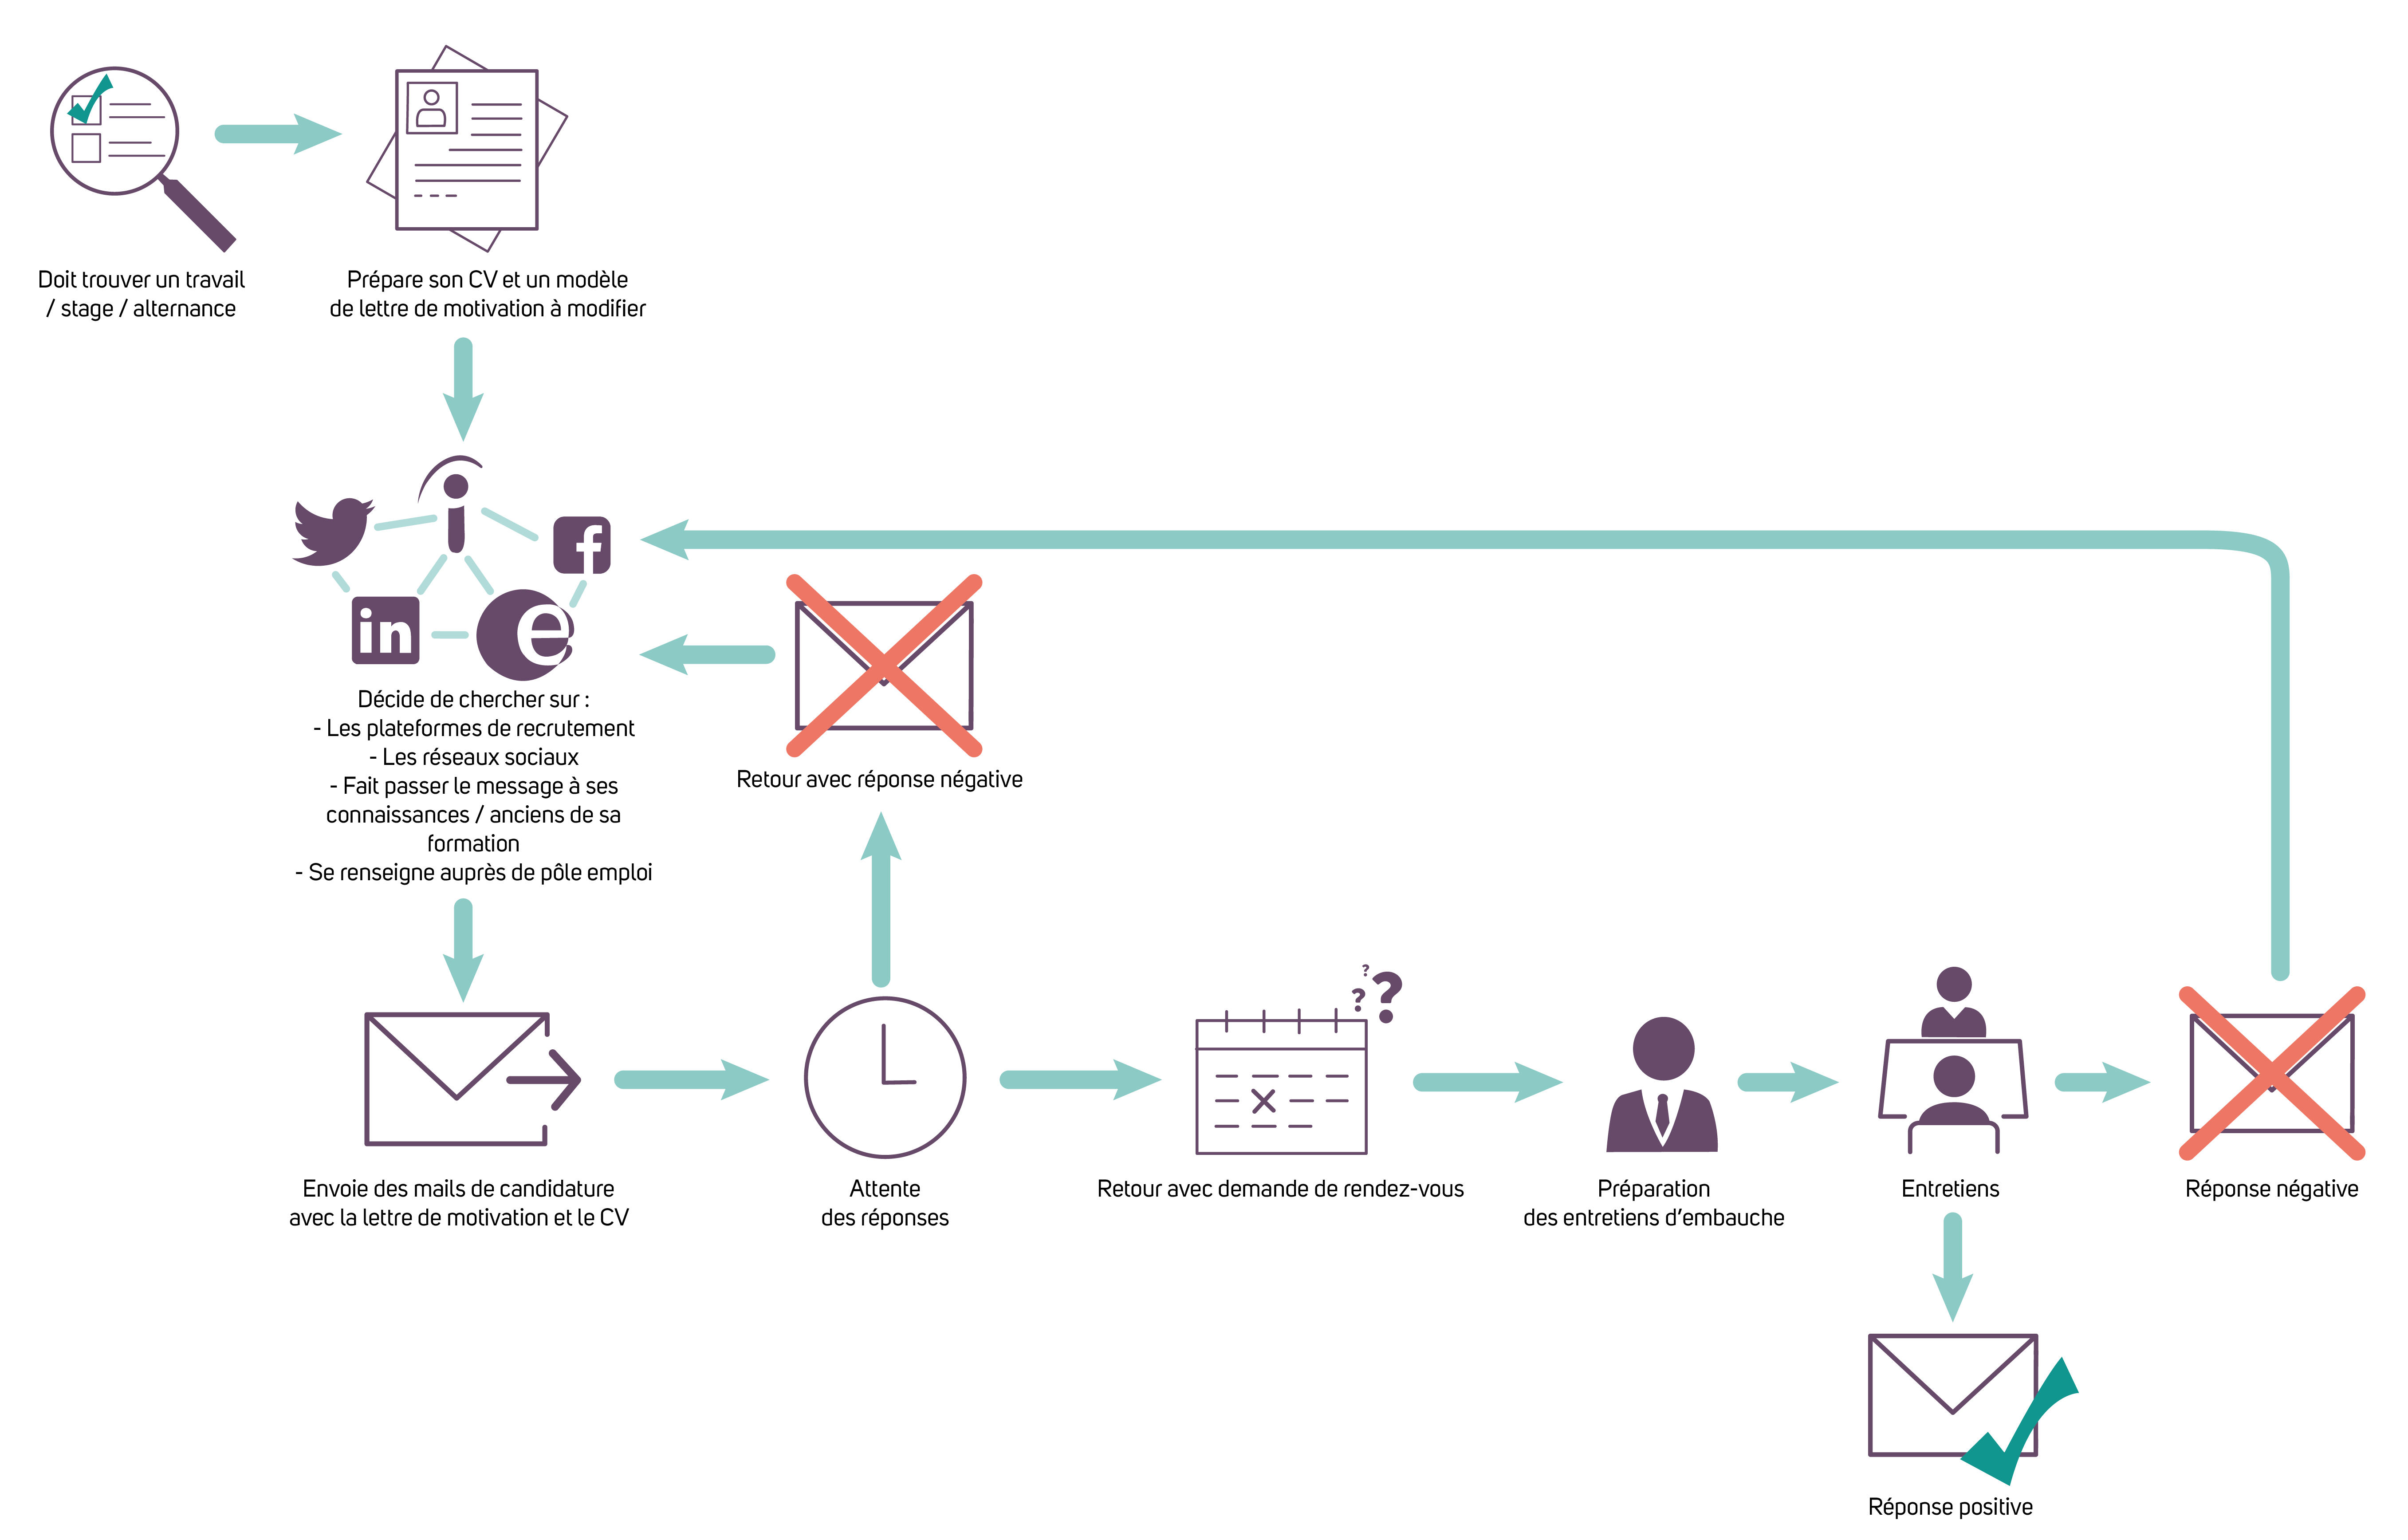 Doit trouver un travail
/ stage / alternance
Prépare son CV et un modèle
de lettre de motivation à modifier
i
f
in
e
Décide de chercher sur :
- Les plateformes de recrutement
- Les réseaux sociaux
- Fait passer le message à ses
connaissances / anciens de sa
formation
- Se renseigne auprès de pôle emploi
Retour avec réponse négative
? ? ?
Envoie des mails de candidature
avec la lettre de motivation et le CV
Attente
des réponses
Retour avec demande de rendez-vous
Préparation
des entretiens d'embauche
Entretiens
Réponse négative
Réponse positive